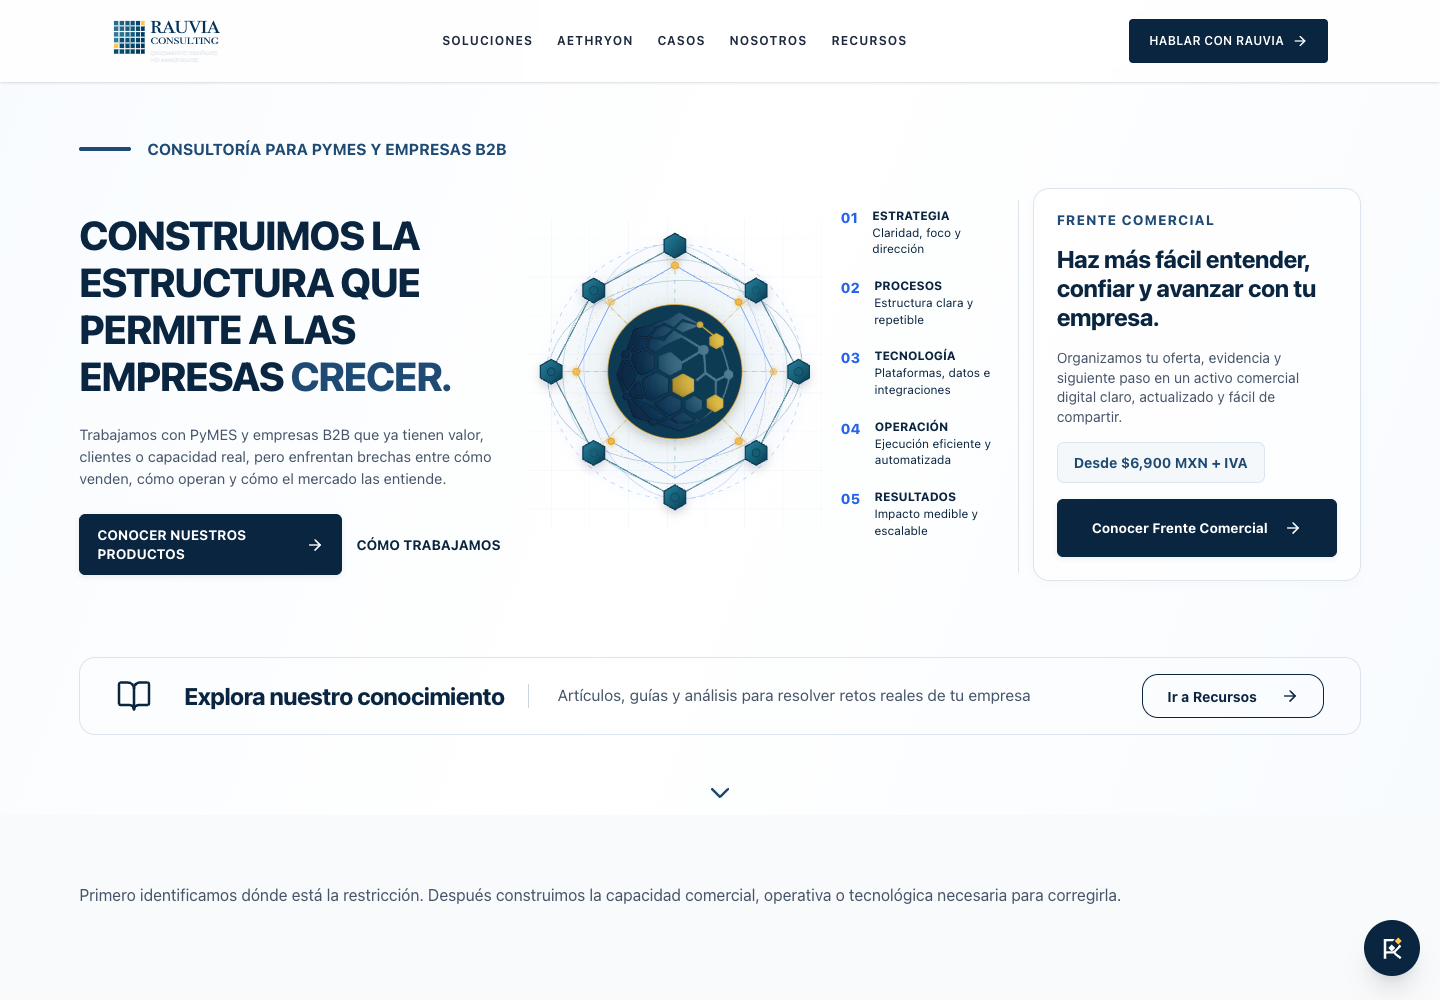 RAUVIA
CONSULTING
SOLUCIONES
AETHRYON
CASOS
NOSOTROS
RECURSOS
HABLAR CON RAUVIA
CONSULTORÍA PARA PYMES Y EMPRESAS B2B
CONSTRUIMOS LA
ESTRUCTURA QUE
PERMITE A LAS
EMPRESAS CRECER.
Trabajamos con PyMES y empresas B2B que ya tienen valor,
clientes o capacidad real, pero enfrentan brechas entre cómo
venden, cómo operan y cómo el mercado las entiende.
CONOCER NUESTROS
PRODUCTOS
CÓMO TRABAJAMOS
01 ESTRATEGIA
Claridad, foco y
dirección
02 PROCESOS
Estructura clara y
repetible
03 TECNOLOGÍA
Plataformas, datos e
integraciones
04 OPERACIÓN
Ejecución eficiente y
automatizada
05 RESULTADOS
Impacto medible y
escalable
FRENTE COMERCIAL
Haz más fácil entender,
confiar y avanzar con tu
empresa.
Organizamos tu oferta, evidencia y
siguiente paso en un activo comercial
digital claro, actualizado y fácil de
compartir.
Desde $6,900 MXN + IVA
Conocer Frente Comercial
Explora nuestro conocimiento
Artículos, guías y análisis para resolver retos reales de tu empresa
Ir a Recursos
Primero identificamos dónde está la restricción. Después construimos la capacidad comercial, operativa o tecnológica necesaria para corregirla.